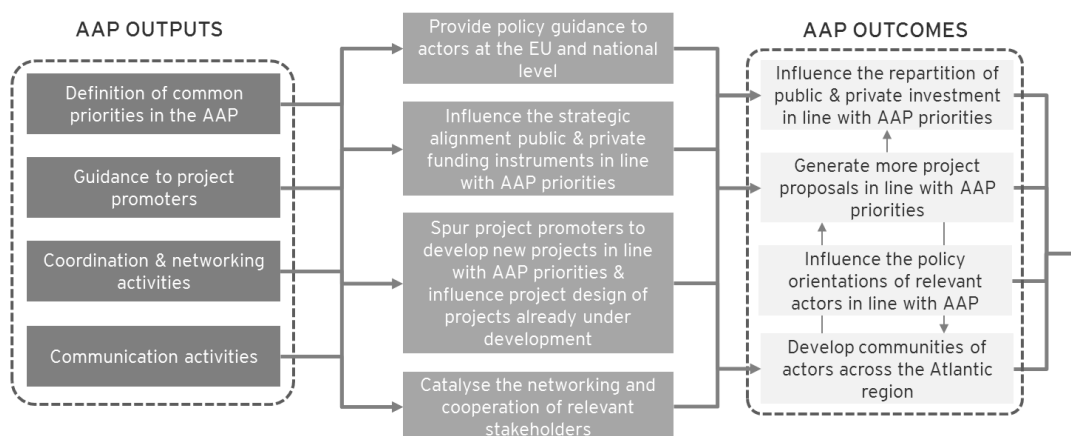 AAP OUTPUTS
Definition of common
priorities in the AAP
Guidance to project
promoters
Coordination & networking
activities
Communication activities
Provide policy guidance to
actors at the EU and national
level
Influence the strategic
alignment public & private
funding instruments in line
with AAP priorities
Spur project promoters to
develop new projects in line
with AAP priorities &
influence project design of
projects already under
development
Catalyse the networking and
cooperation of relevant
stakeholders
AAP OUTCOMES
Influence the repartition of
public & private investment
in line with AAP priorities
Generate more project
proposals in line with AAP
priorities
Influence the policy
orientations of relevant
actors in line with AAP
Develop communities of
actors across the Atlantic
region